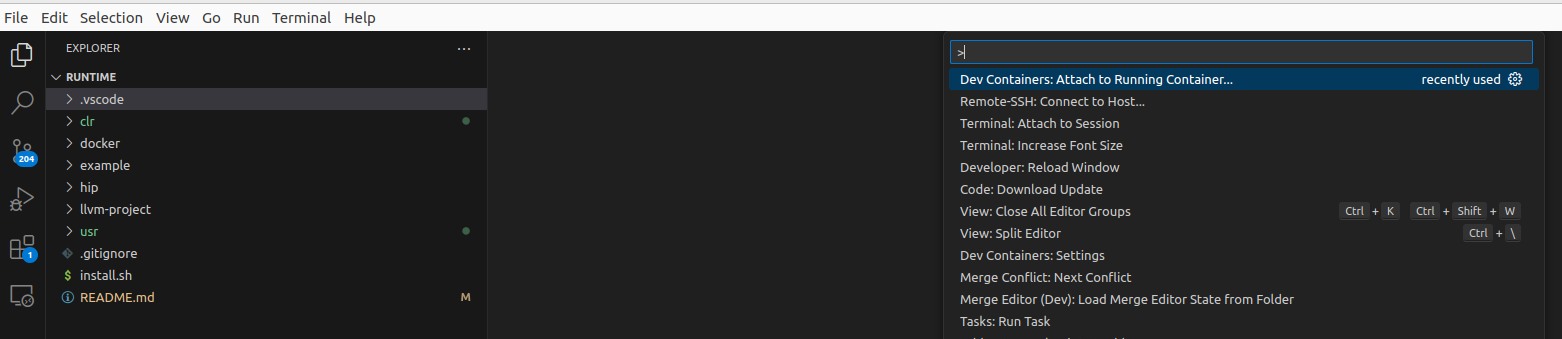 File Edit Selection View Go Run Terminal Help
EXPLORER ...
RUNTIME
.vscode
clr
docker
example
hip
llvm-project
usr
.gitignore
$ install.sh
README.md M
204
1
>
Dev Containers: Attach to Running Container... recently used
Remote-SSH: Connect to Host...
Terminal: Attach to Session
Terminal: Increase Font Size
Developer: Reload Window
Code: Download Update
View: Close All Editor Groups Ctrl + K Ctrl + Shift + W
View: Split Editor Ctrl + \
Dev Containers: Settings
Merge Conflict: Next Conflict
Merge Editor (Dev): Load Merge Editor State from Folder
Tasks: Run Task